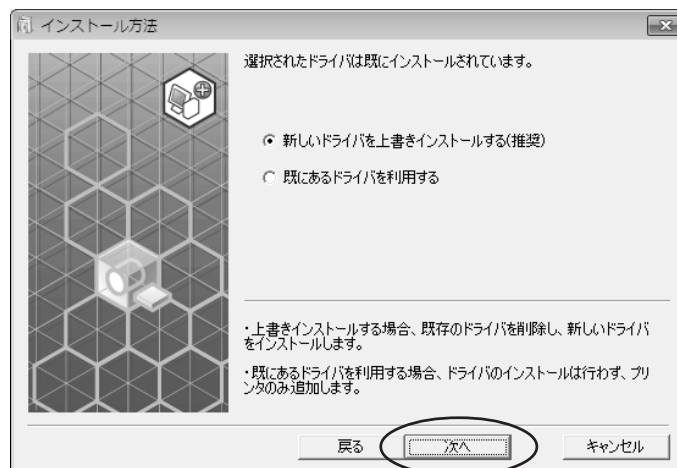 インストール方法
選択されたドライバは既にインストールされています。
新しいドライバを上書きインストールする(推奨)
既にあるドライバを利用する
・上書きインストールする場合、既存のドライバを削除し、新しいドライバ
をインストールします。
・既にあるドライバを利用する場合、ドライバのインストールは行わず、プリ
ンタのみ追加します。
戻る
次へ
キャンセル